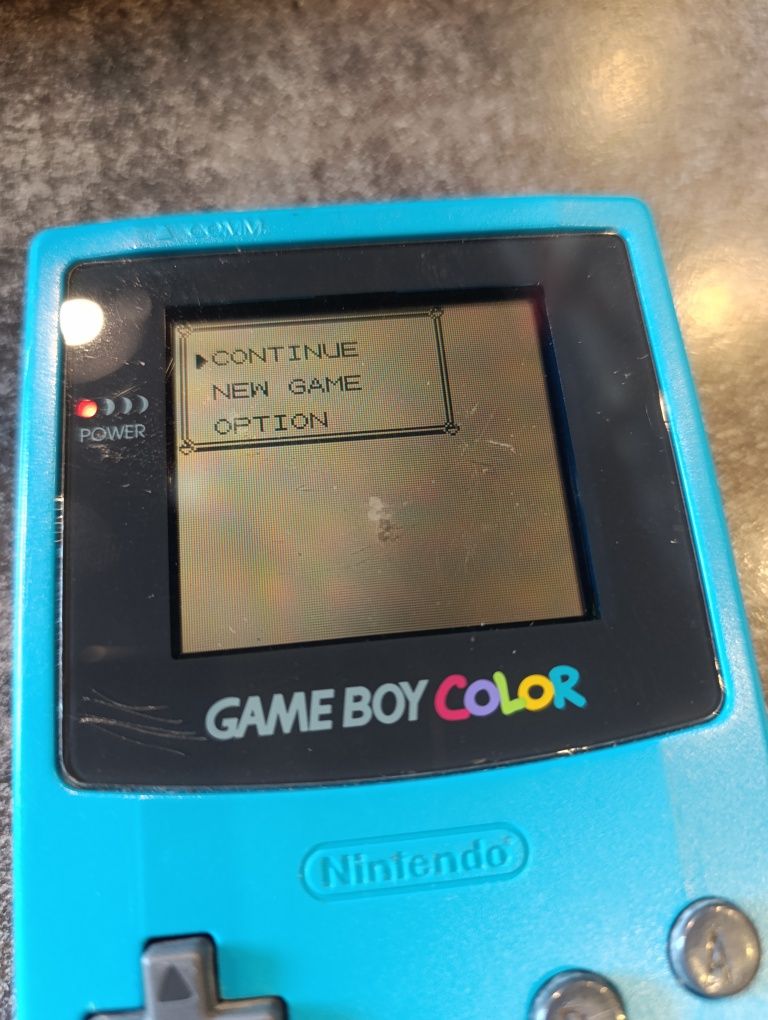 COMM.
▶CONTINUE
NEW GAME
OPTION
POWER
GAME BOY COLOR
Nintendo®
A